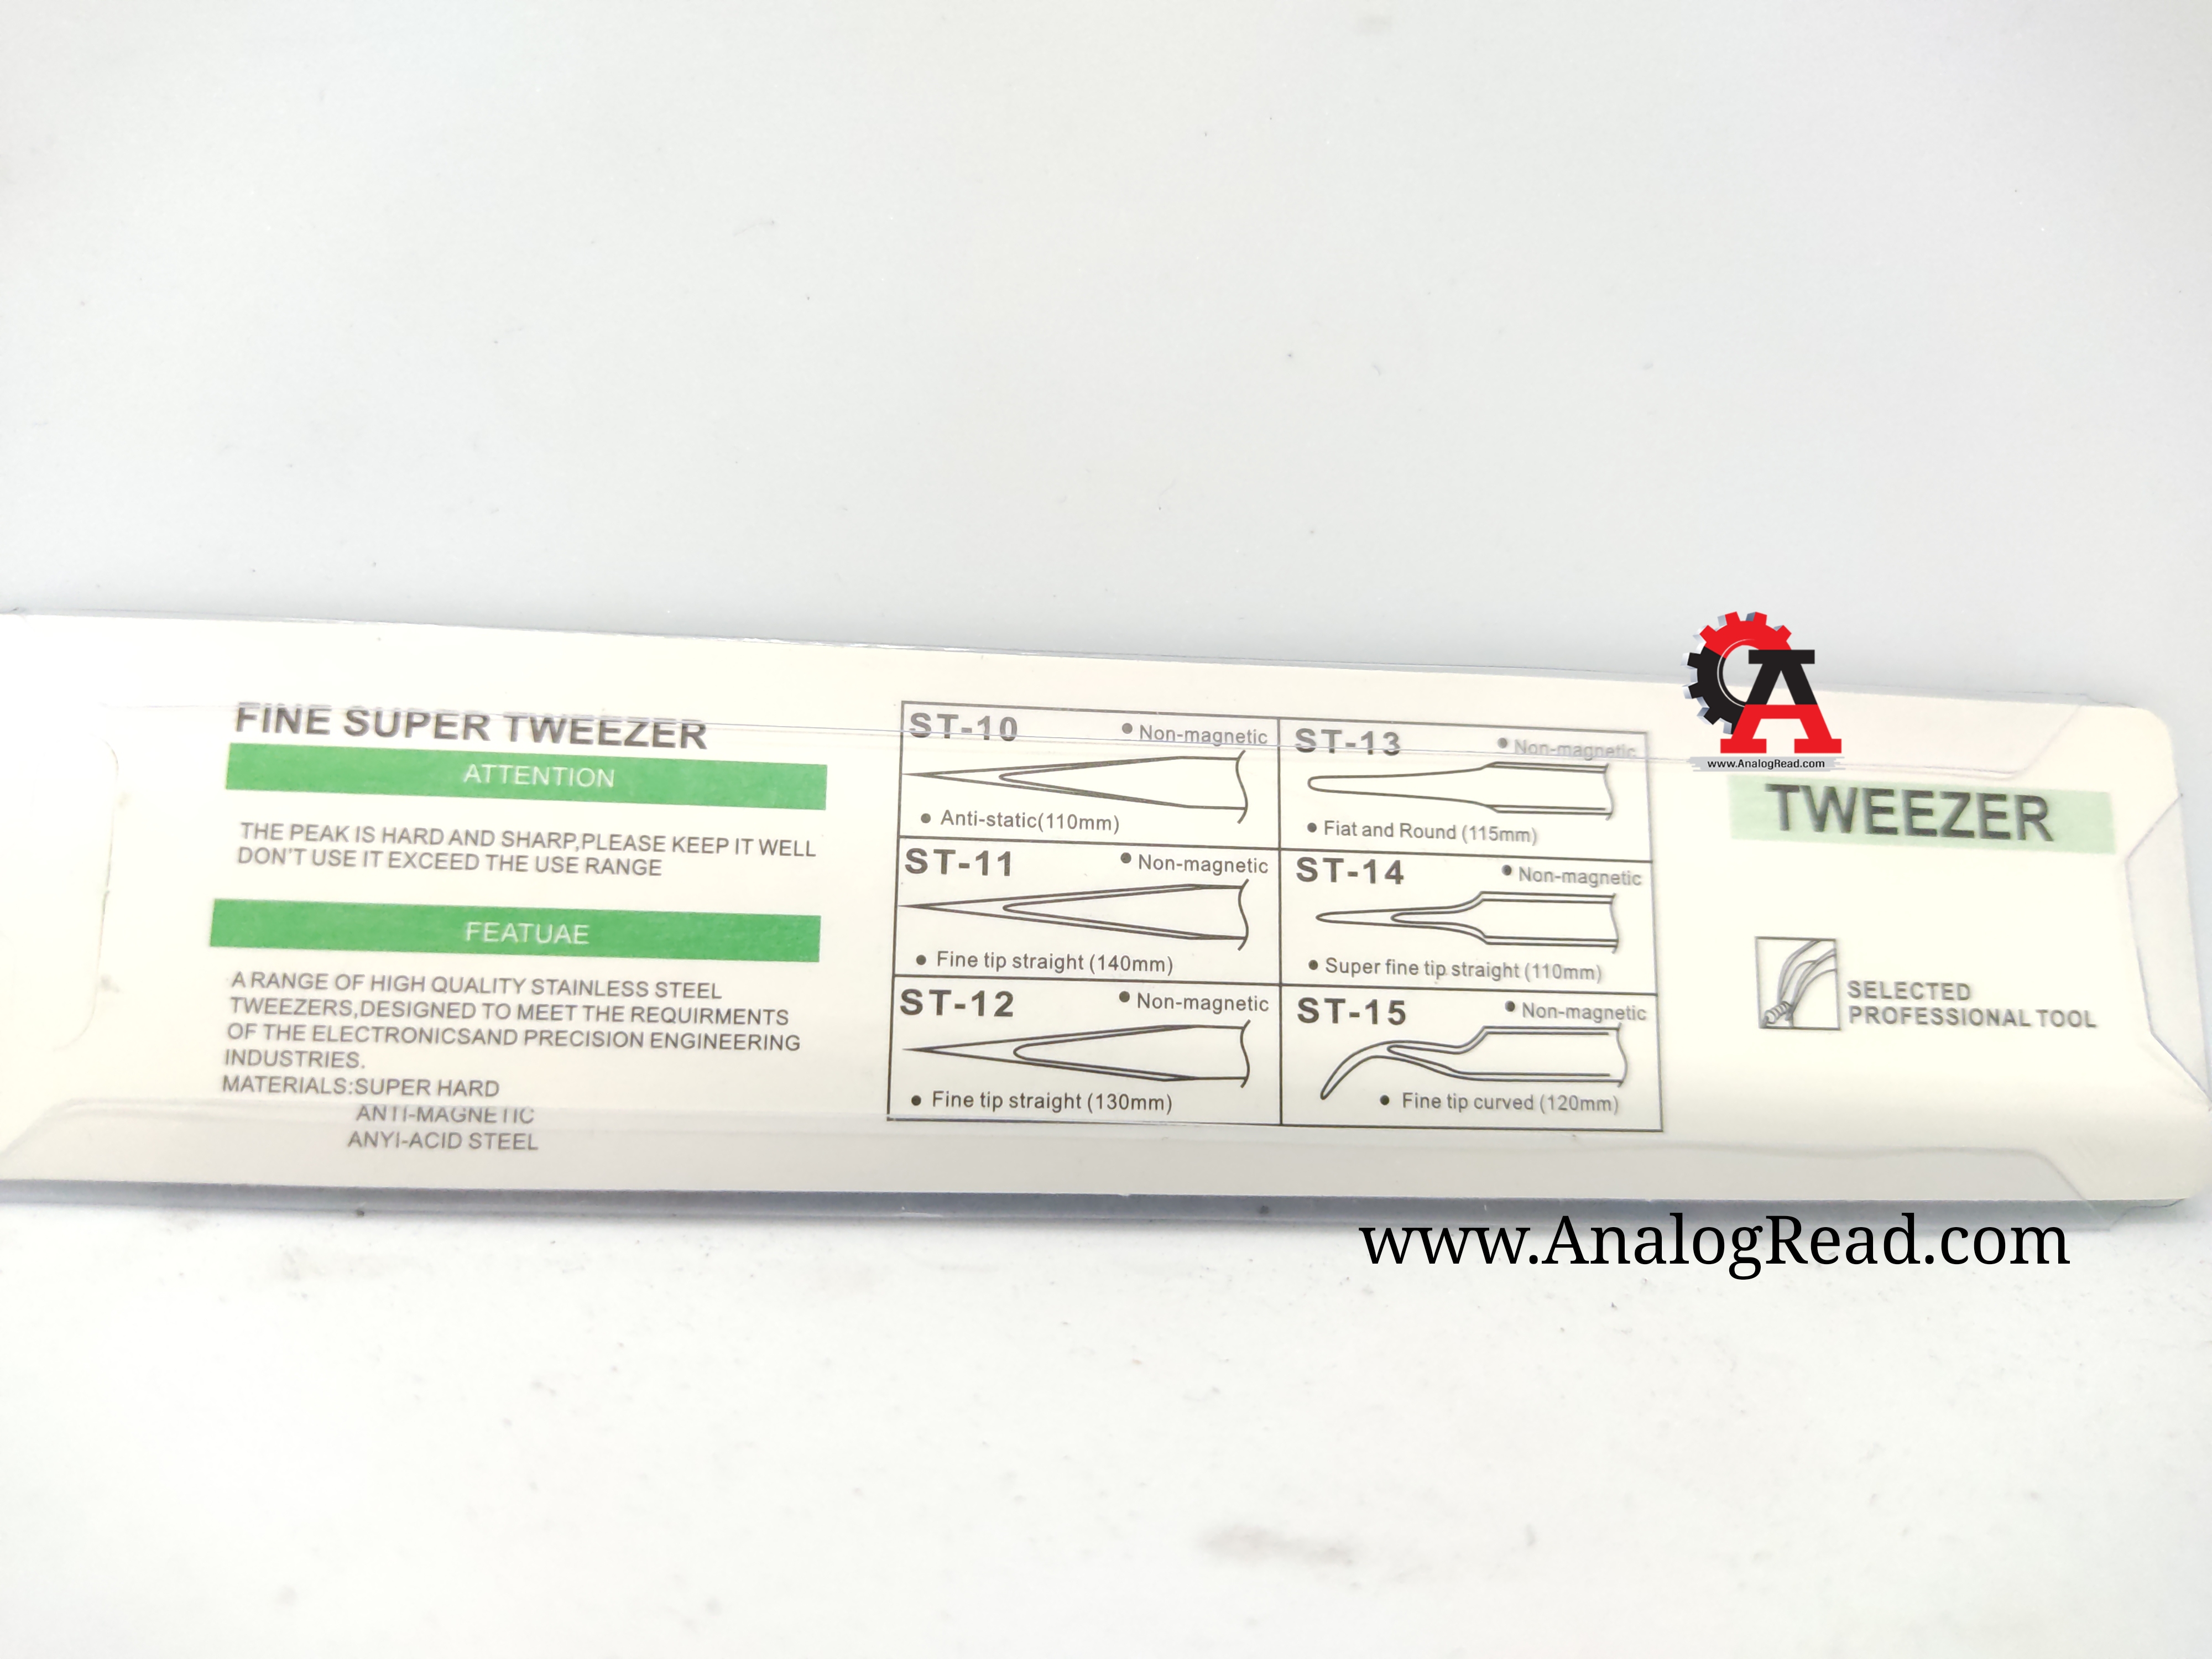 FINE SUPER TWEEZER
ATTENTION
THE PEAK IS HARD AND SHARP,PLEASE KEEP IT WELL
DON'T USE IT EXCEED THE USE RANGE
FEATUAE
A RANGE OF HIGH QUALITY STAINLESS STEEL
TWEEZERS,DESIGNED TO MEET THE REQUIRMENTS
OF THE ELECTRONICSAND PRECISION ENGINEERING
INDUSTRIES.
MATERIALS:SUPER HARD
ANTI-MAGNETIC
ANYI-ACID STEEL
ST-10 ● Non-magnetic
● Anti-static(110mm)
ST-11 ● Non-magnetic
● Fine tip straight (140mm)
ST-12 ● Non-magnetic
● Fine tip straight (130mm)
ST-13 ● Non-magnetic
● Fiat and Round (115mm)
ST-14 ● Non-magnetic
● Super fine tip straight (110mm)
ST-15 ● Non-magnetic
● Fine tip curved (120mm)
A
www.AnalogRead.com
TWEEZER
SELECTED
PROFESSIONAL TOOL
www.AnalogRead.com